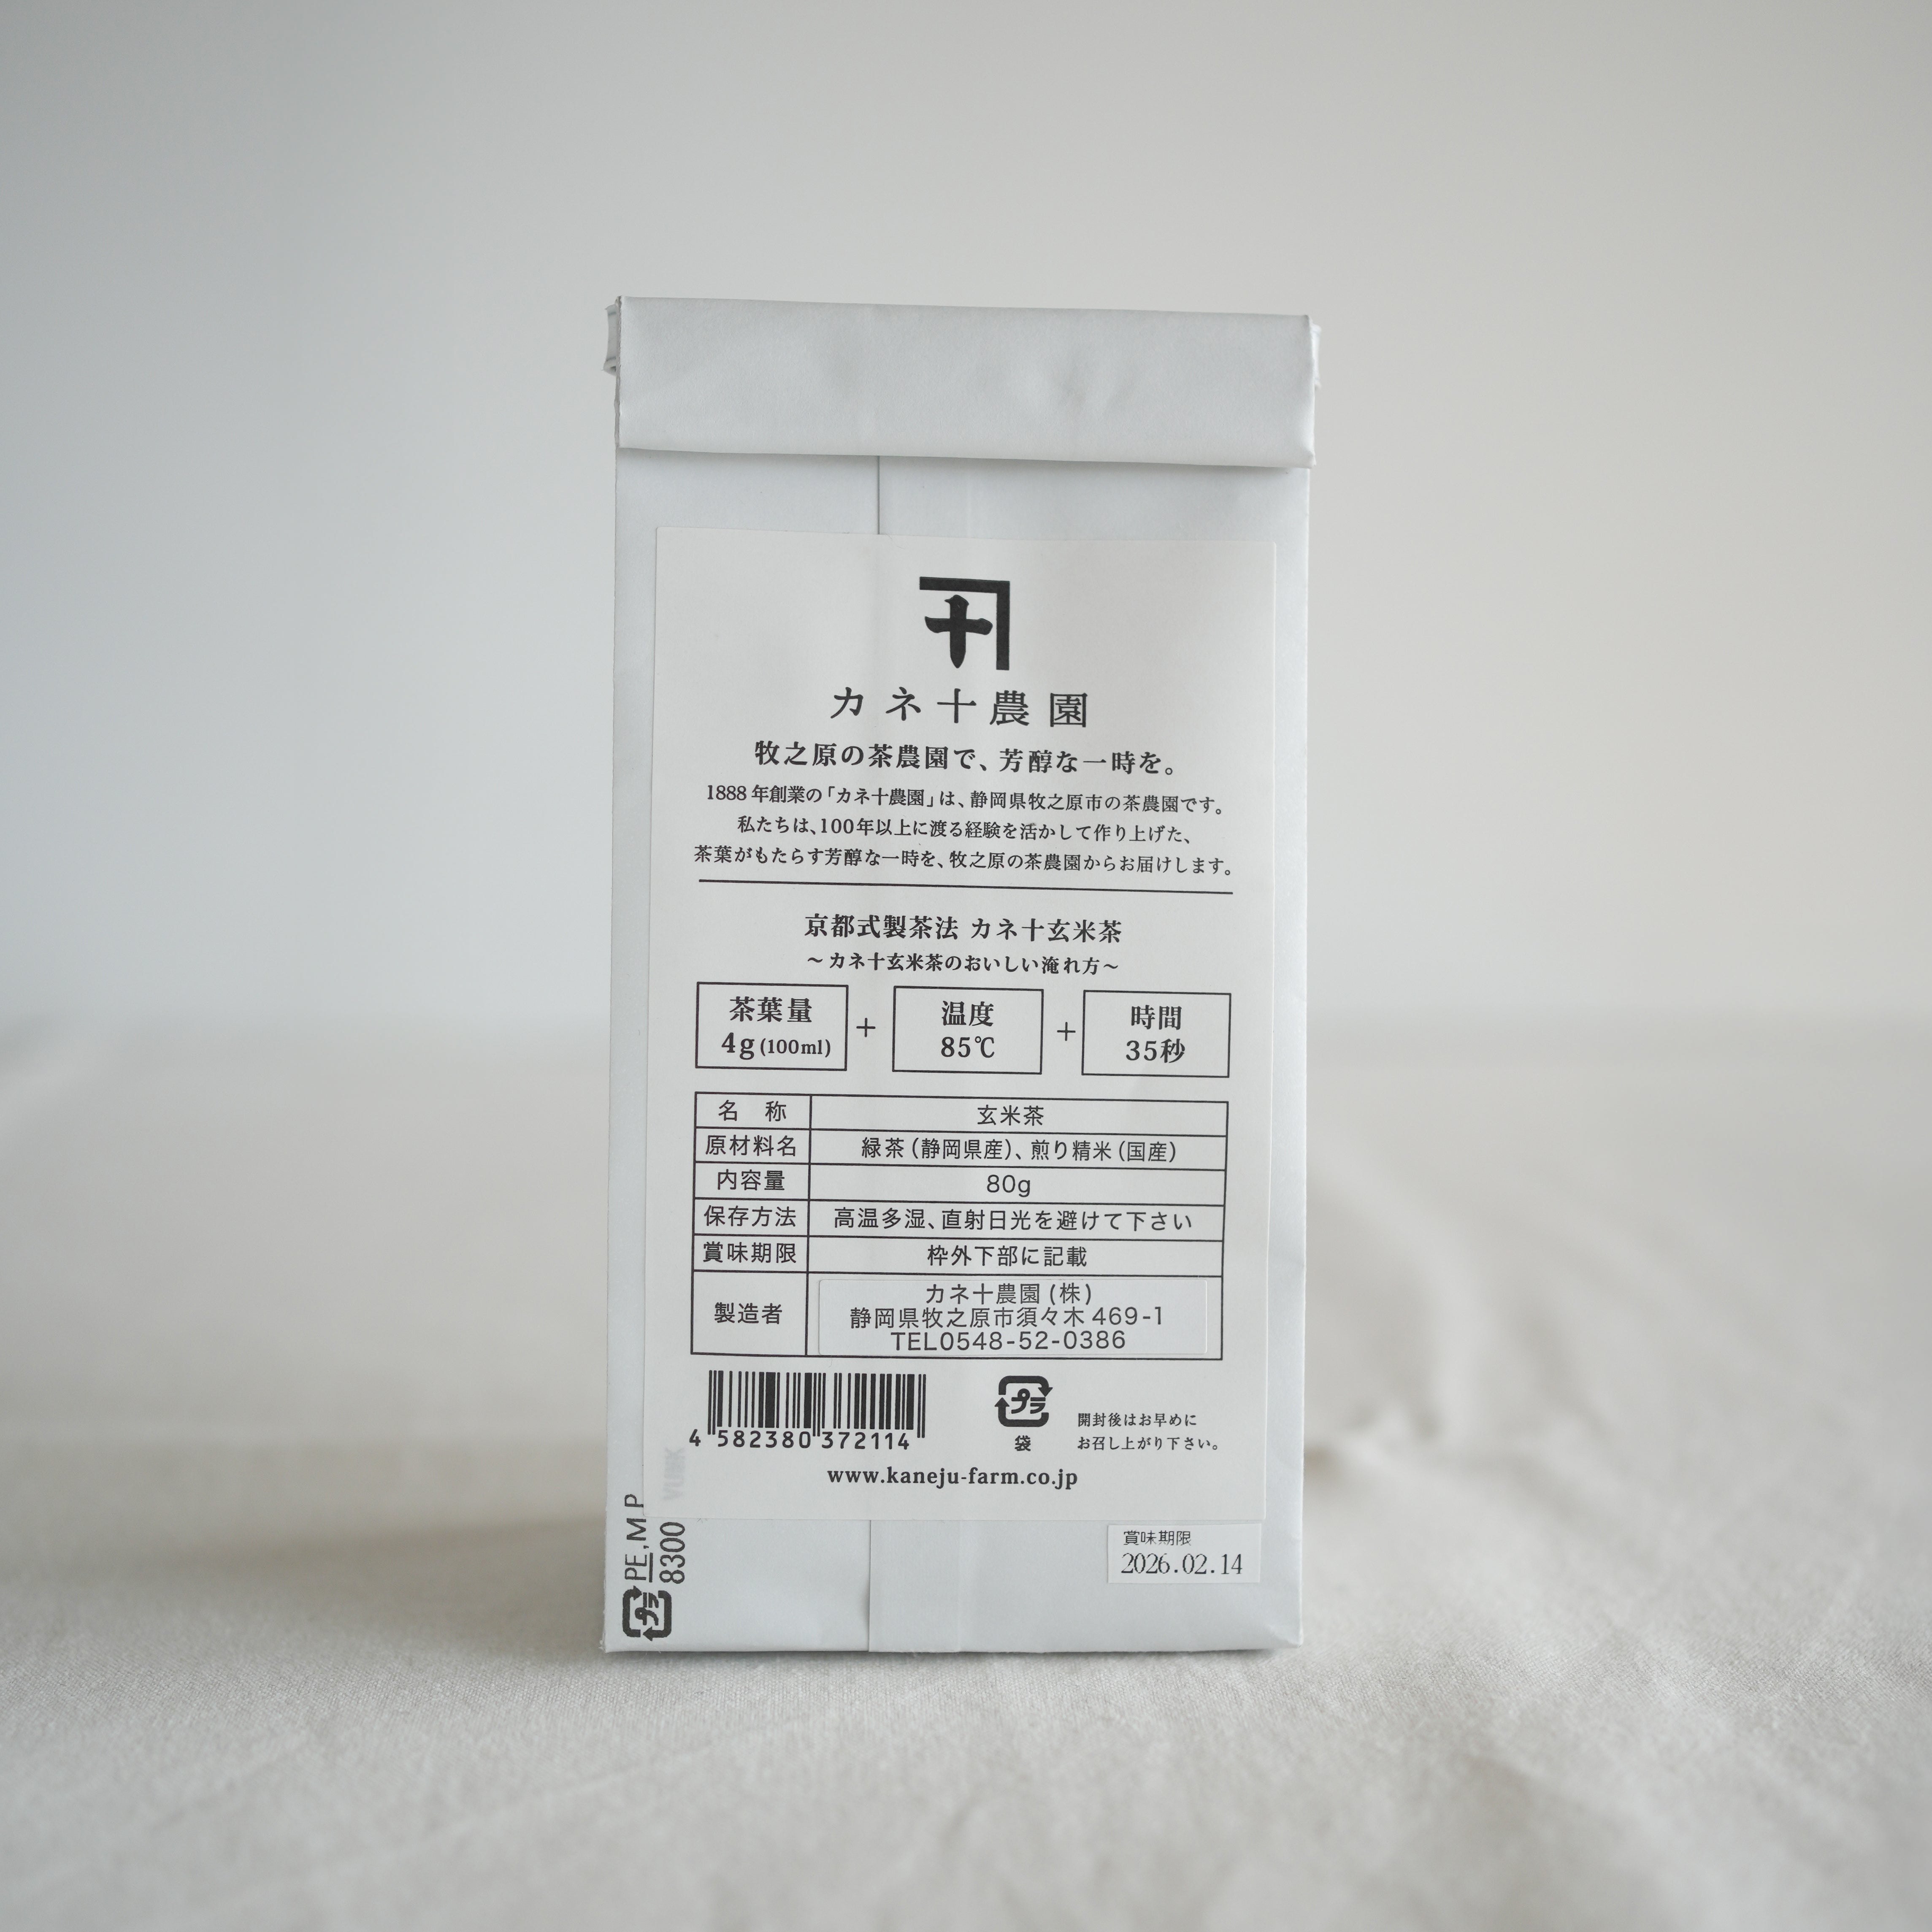 カネ十農園
牧之原の茶農園で、芳醇な一時を。
1888年創業の「カネ十農園」は、静岡県牧之原市の茶農園です。
私たちは、100年以上に渡る経験を活かして作り上げた、
茶葉がもたらす芳醇な一時を、牧之原の茶農園からお届けします。
京都式製茶法 カネ十玄米茶
～カネ十玄米茶のおいしい淹れ方～
茶葉量 + 温度 + 時間
4g(100ml) 85℃ 35秒
名 称 玄米茶
原材料名 緑茶(静岡県産)、煎り精米(国産)
内容量 80g
保存方法 高温多湿、直射日光を避けて下さい
賞味期限 枠外下部に記載
製造者 カネ十農園(株)
静岡県牧之原市須々木469-1
TEL0548-52-0386
4 582380 372114
プラ
袋
開封後はお早めに
お召し上がり下さい。
www.kaneju-farm.co.jp
賞味期限
2026.02.14
プラ PE,M P
8300